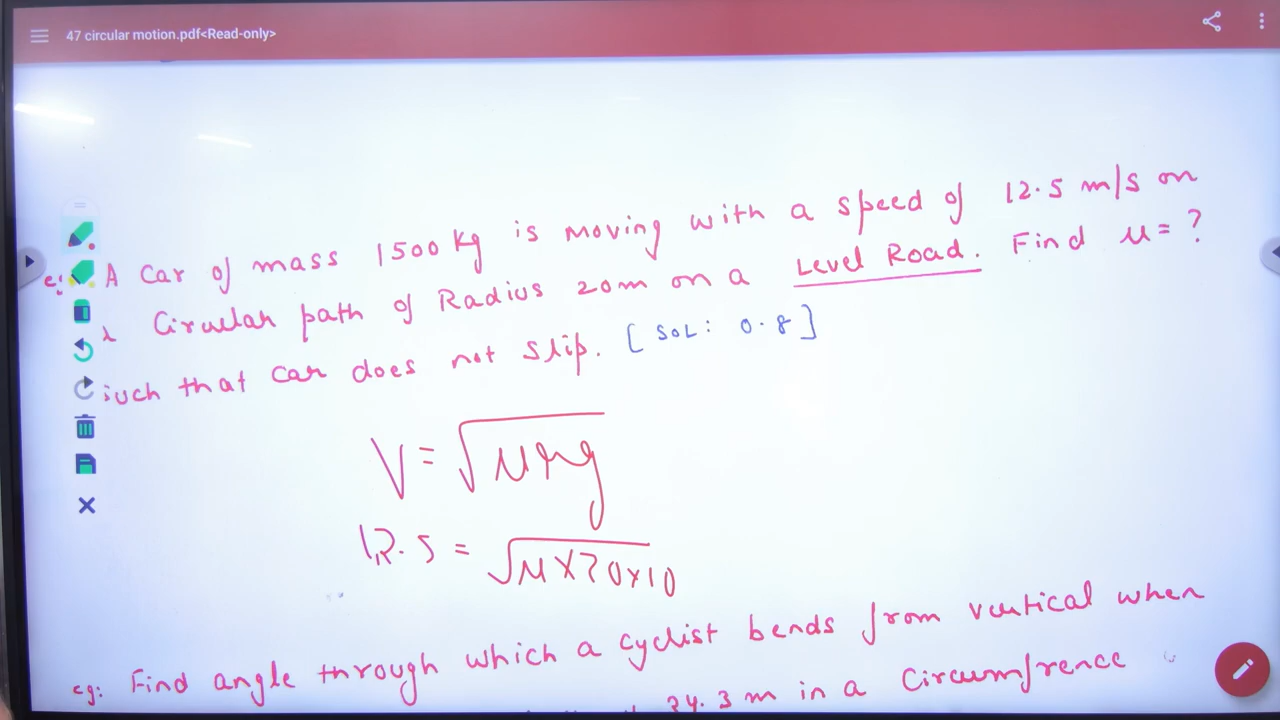 47 circular motion.pdf<Read-only>
eg: A Car of mass 1500 kg is moving with a speed of 12.5 m/s on
a Circular path of Radius 20m on a Level Road. Find μ = ?
such that car does not slip. [SOL: 0.8]
V = √μrg
12.5 = √μ×20×10
eg: Find angle through which a cyclist bends from vertical when
34.3 m in a Circumfrence